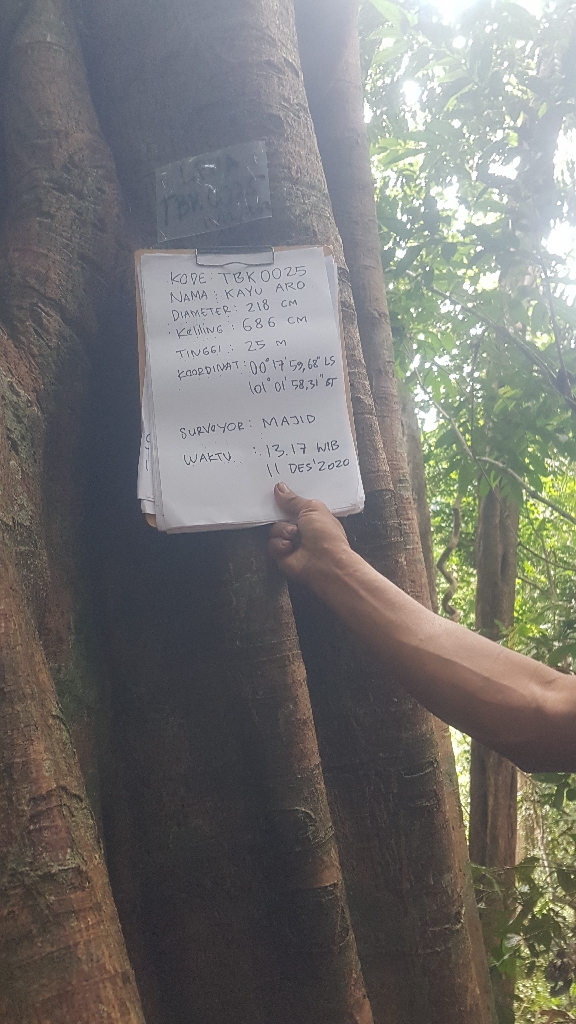 TBK0025
KODE: TBK0025
NAMA : KAYU ARO
DIAMETER: 218 CM
: Keliling : 686 CM
TINGGI : 25 M
KOORDINAT: 00° 17' 59,68" LS
101° 01' 58,31" BT
SURVEYOR: MAJID
WAKTU : 13.17 WIB
11 DES'2020